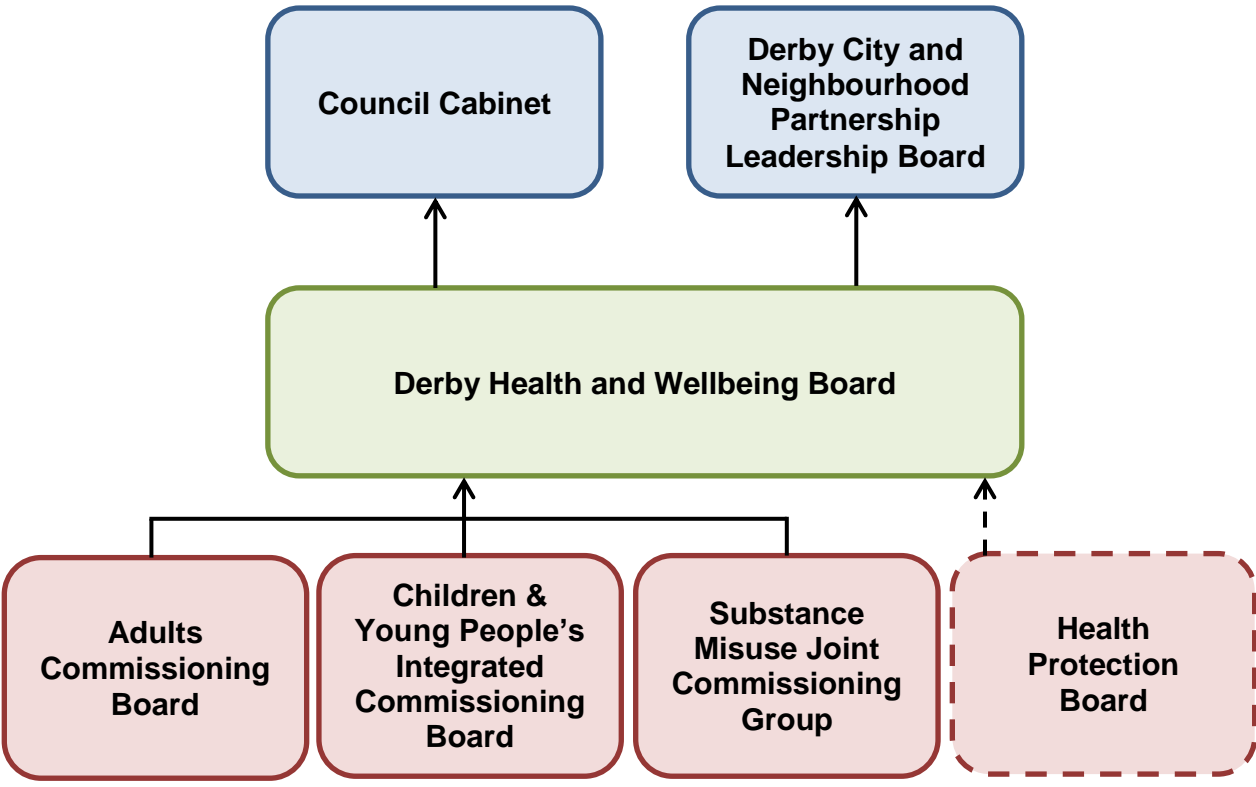 Council Cabinet
Derby City and
Neighbourhood
Partnership
Leadership Board
Derby Health and Wellbeing Board
Adults
Commissioning
Board
Children &
Young People’s
Integrated
Commissioning
Board
Substance
Misuse Joint
Commissioning
Group
Health
Protection
Board